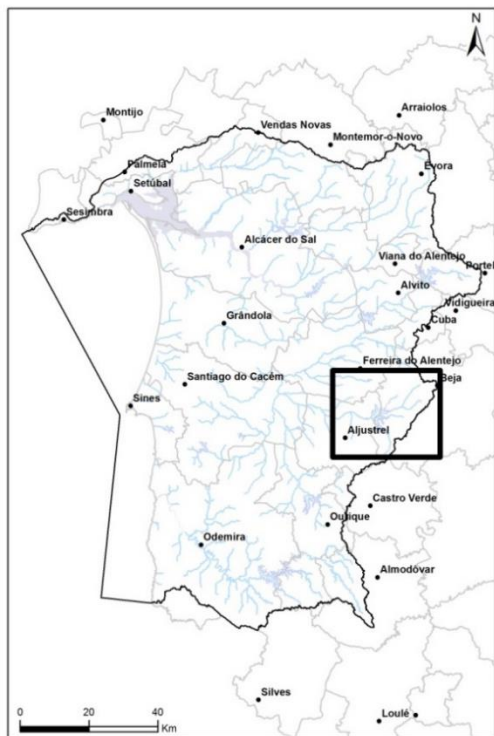 N
Montijo
Arraiolos
Vendas Novas
Montemor-o-Novo
Palmela
Évora
Setúbal
Sesimbra
Alcácer do Sal
Viana do Alentejo
Portel
Alvito
Vidigueira
Grândola
Cuba
Ferreira do Alentejo
Santiago do Cacém
Beja
Sines
Aljustrel
Castro Verde
Ourique
Odemira
Almodôvar
Silves
Loulé
0 20 40
Km